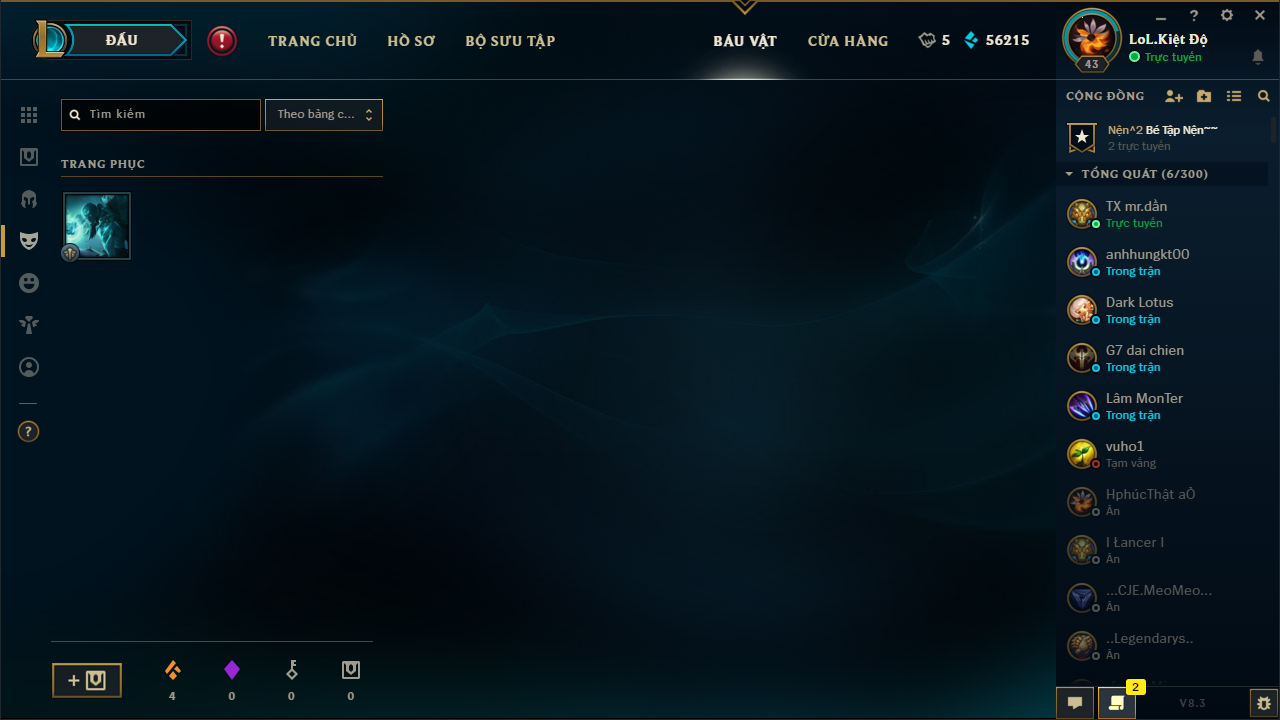 ĐẤU
TRANG CHỦ
HỒ SƠ
BỘ SƯU TẬP
BÁU VẬT
CỬA HÀNG
5
56215
43
LoL.Kiệt Độ
Trực tuyến
Tìm kiếm
Theo bảng c...
TRANG PHỤC
4
0
0
0
CỘNG ĐỒNG
Nện^2 Bé Tập Nện~~
2 trực tuyến
TỔNG QUÁT (6/300)
TX mr.dần
Trực tuyến
anhhungkt00
Trong trận
Dark Lotus
Trong trận
G7 dai chien
Trong trận
Lâm MonTer
Trong trận
vuho1
Tạm vắng
HphúcThật aÔ
Ẩn
I Łancer I
Ẩn
...CJE.MeoMeo...
Ẩn
..Legendarys..
Ẩn
2
V8.3